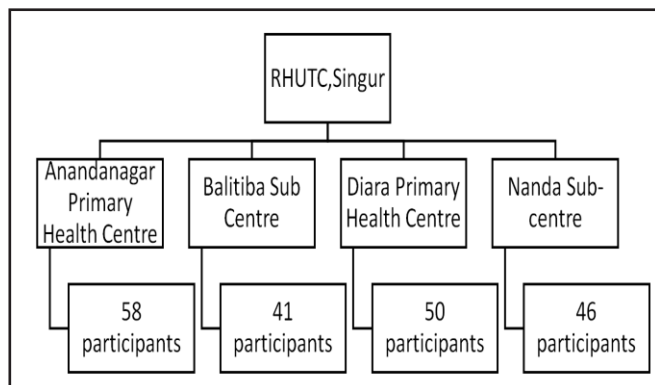 RHUTC,Singur
Anandanagar
Primary
Health Centre
Balitiba Sub
Centre
Diara Primary
Health Centre
Nanda Sub-
centre
58
participants
41
participants
50
participants
46
participants